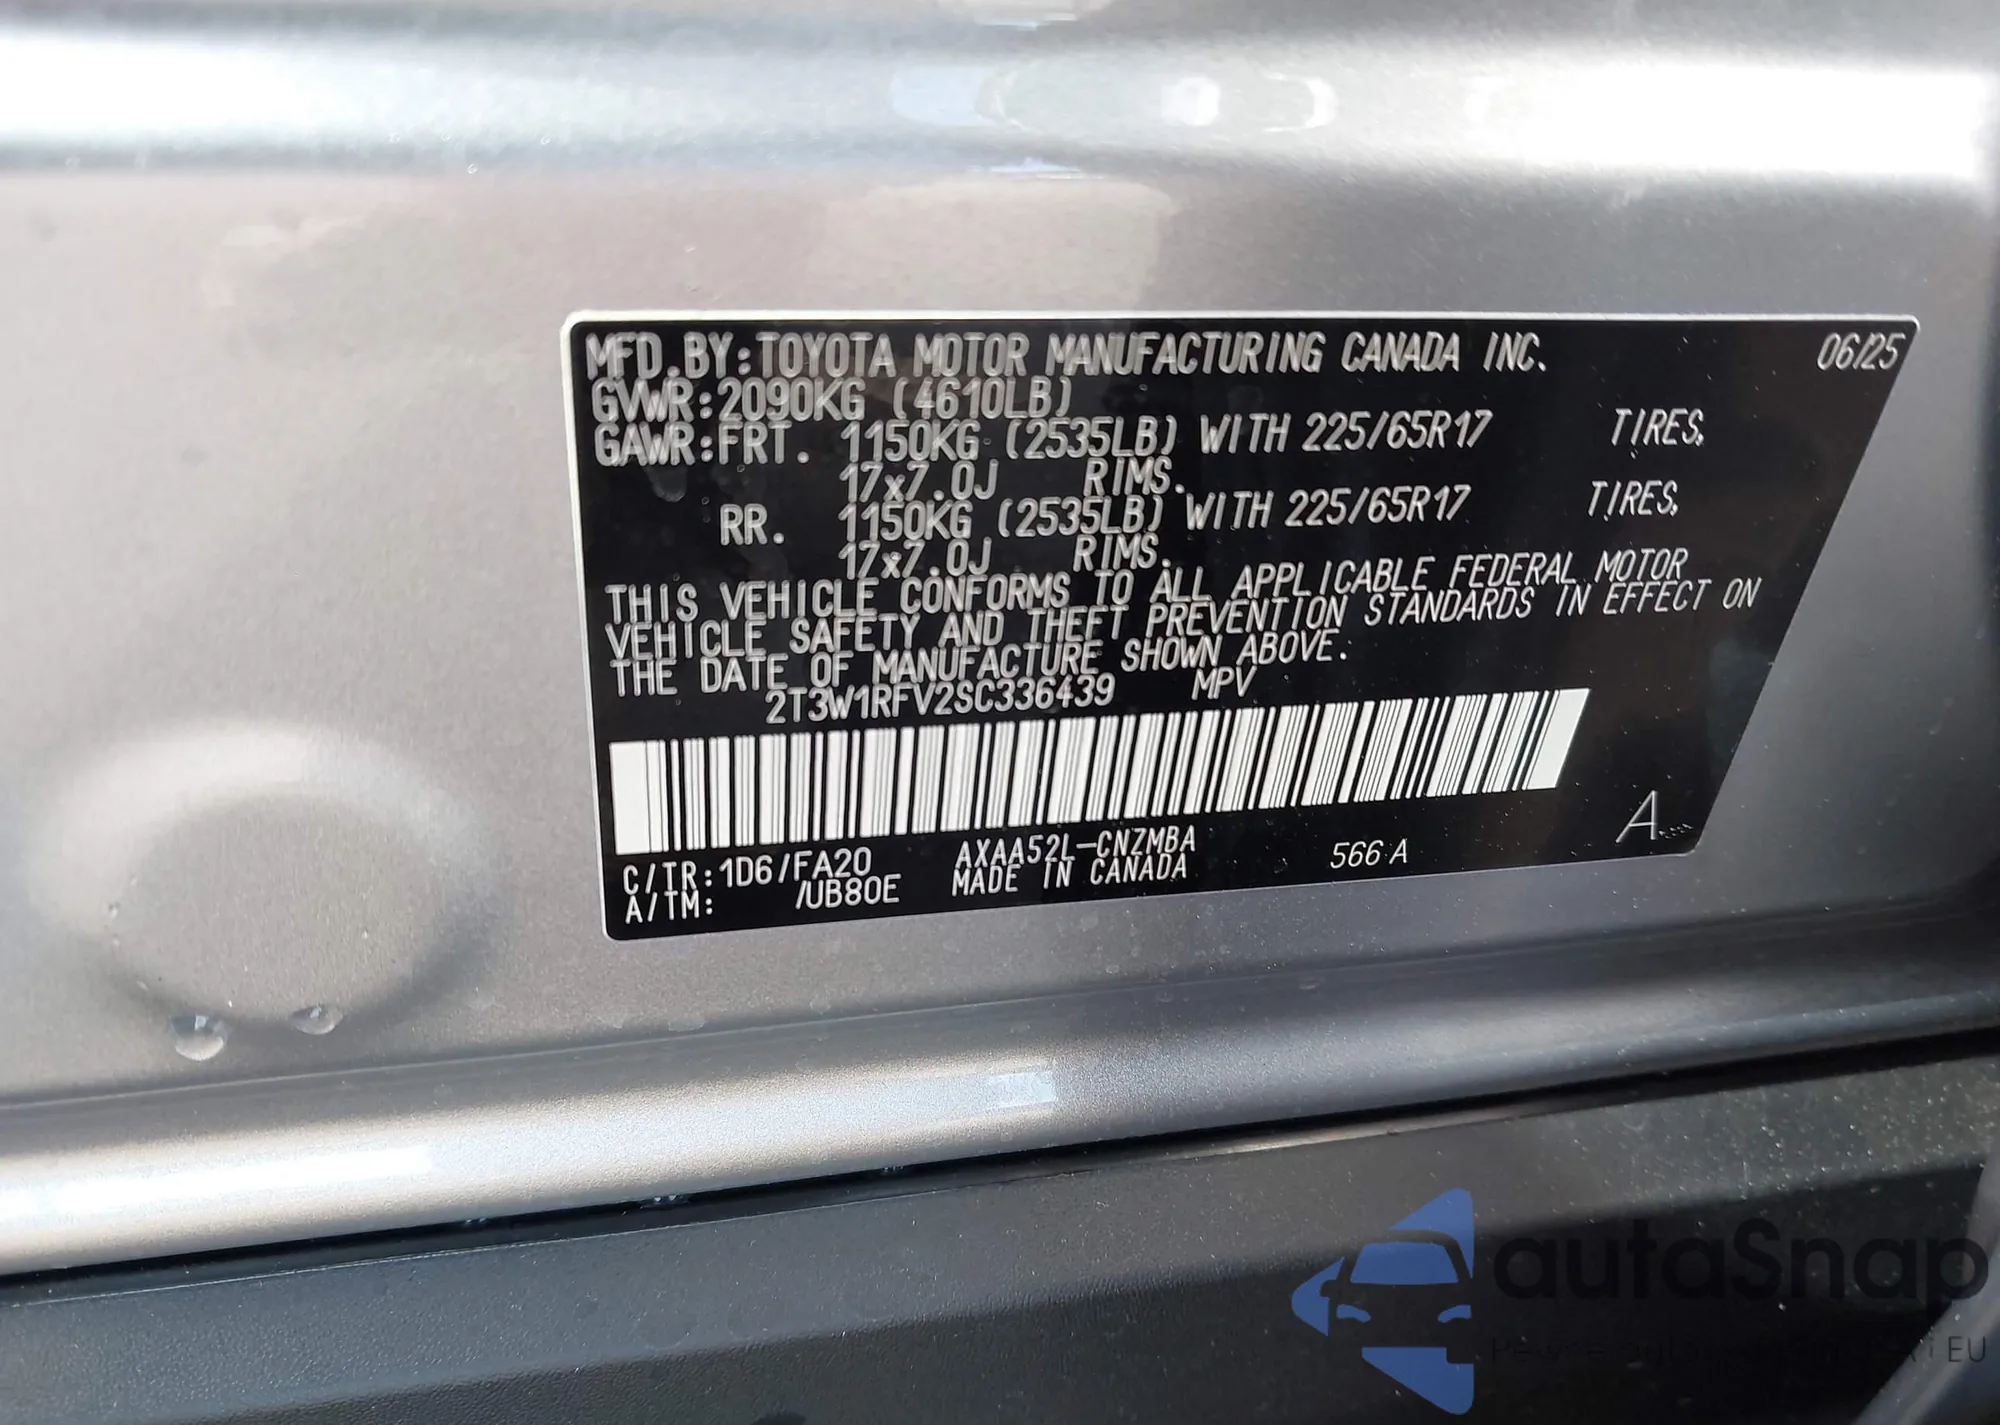 MFD.BY:TOYOTA MOTOR MANUFACTURING CANADA INC. 06/25
GVWR:2090KG (4610LB)
GAWR:FRT. 1150KG (2535LB) WITH 225/65R17 TIRES,
17x7.0J RIMS.
RR. 1150KG (2535LB) WITH 225/65R17 TIRES,
17x7.0J RIMS.
THIS VEHICLE CONFORMS TO ALL APPLICABLE FEDERAL MOTOR
VEHICLE SAFETY AND THEFT PREVENTION STANDARDS IN EFFECT ON
THE DATE OF MANUFACTURE SHOWN ABOVE.
2T3W1RFV2SC336439 MPV
C/TR:1D6/FA20 AXAA52L-CNZMBA 566 A A
A/TM: /UB80E MADE IN CANADA
autaSnap
i EU